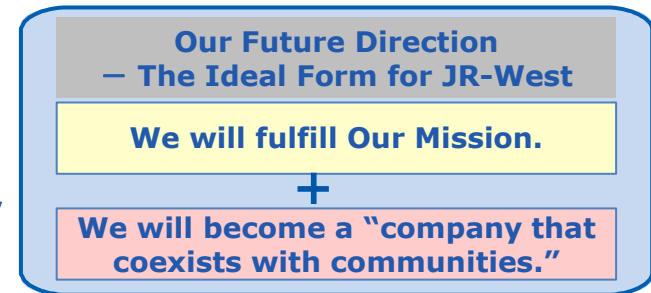 Our Future Direction
— The Ideal Form for JR-West
We will fulfill Our Mission.
+
We will become a “company that
coexists with communities.”